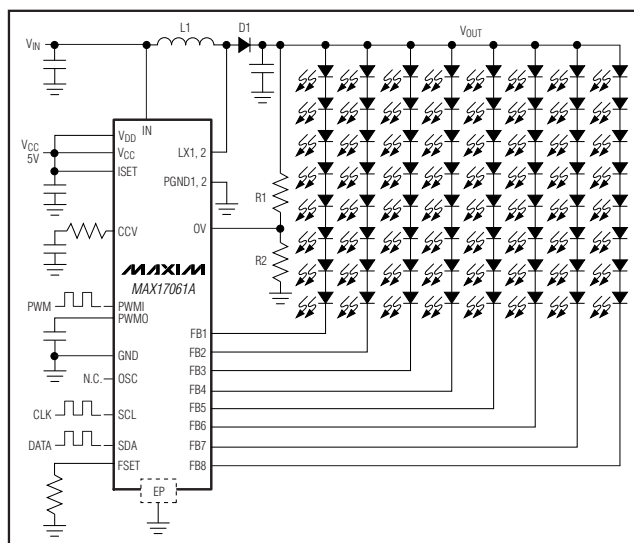 L1
D1
VIN
VOUT
IN
VDD
VCC
5V
VCC
ISET
LX1, 2
PGND1, 2
R1
CCV
OV
R2
MAXIM
MAX17061A
PWM
PWMI
PWMO
FB1
GND
FB2
FB3
N.C.
OSC
FB4
CLK
SCL
FB5
FB6
DATA
SDA
FB7
FSET
FB8
EP